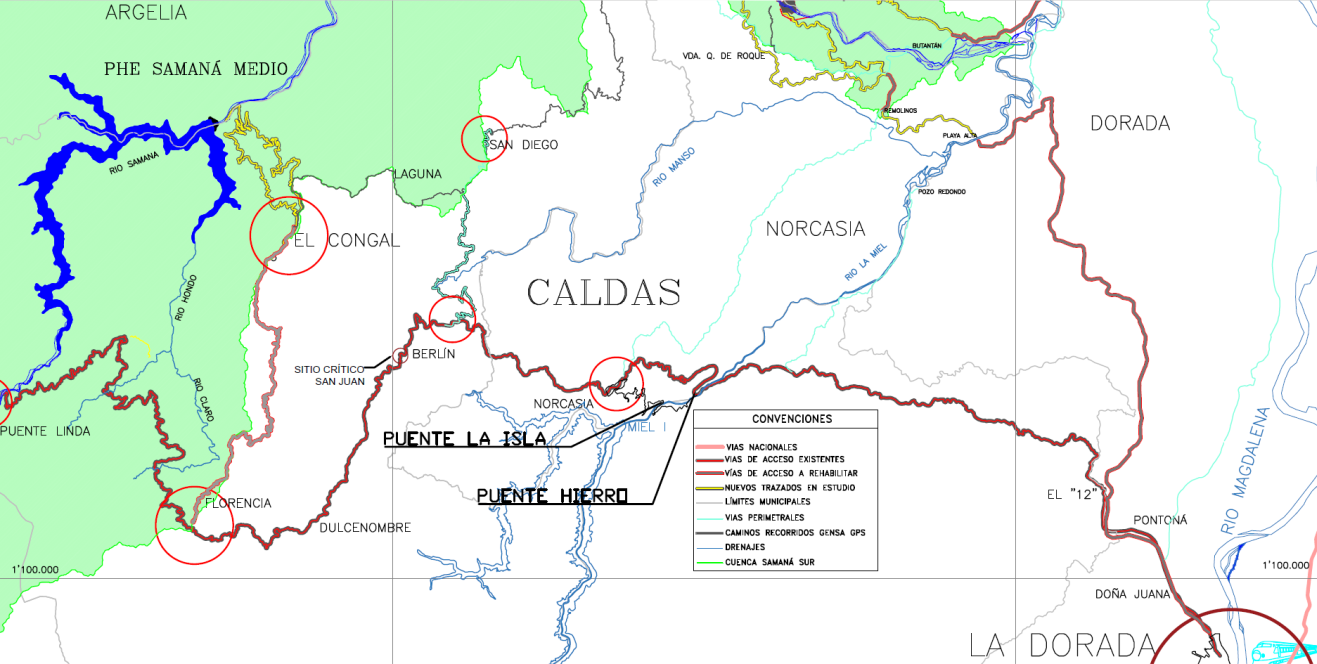 ARGELIA
PHE SAMANÁ MEDIO
RIO SAMANÁ
SAN DIEGO
LAGUNA
EL CONGAL
RIO HONDO
RIO MANSO
VDA. Q. DE ROQUE
BUTANTÁN
REMOLINOS
PLAYA ALTA
POZO REDONDO
DORADA
NORCASIA
RIO LA MIEL
CALDAS
BERLÍN
SITIO CRÍTICO
SAN JUAN
RIO CLARO
PUENTE LINDA
NORCASIA
MIEL I
PUENTE LA ISLA
PUENTE HIERRO
FLORENCIA
DULCENOMBRE
CONVENCIONES
VIAS NACIONALES
VIAS DE ACCESO EXISTENTES
VÍAS DE ACCESO A REHABILITAR
NUEVOS TRAZADOS EN ESTUDIO
LÍMITES MUNICIPALES
VIAS PERIMETRALES
CAMINOS RECORRIDOS GENSA GPS
DRENAJES
CUENCA SAMANÁ SUR
EL "12"
PONTONÁ
RIO MAGDALENA
1'100.000
1'100.000
DOÑA JUANA
LA DORADA